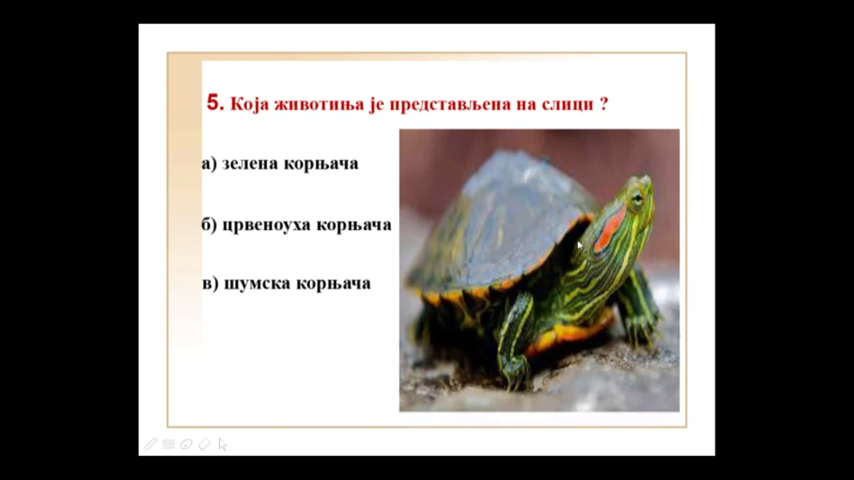 5. Која животиња је представљена на слици ?
а) зелена корњача
б) црвеноуха корњача
в) шумска корњача